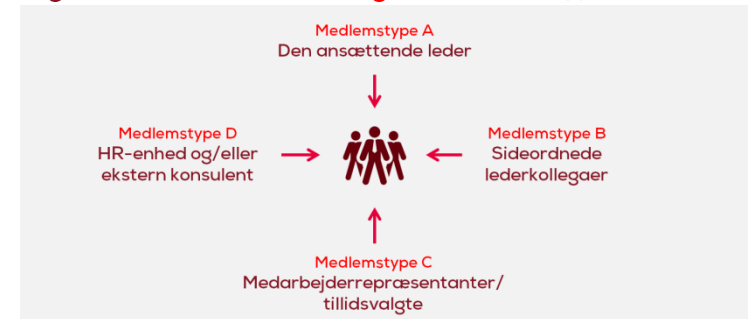 Medlemstype A
Den ansættende leder
Medlemstype D
HR-enhed og/eller
ekstern konsulent
Medlemstype B
Sideordnede
lederkollegaer
Medlemstype C
Medarbejderrepræsentanter/
tillidsvalgte